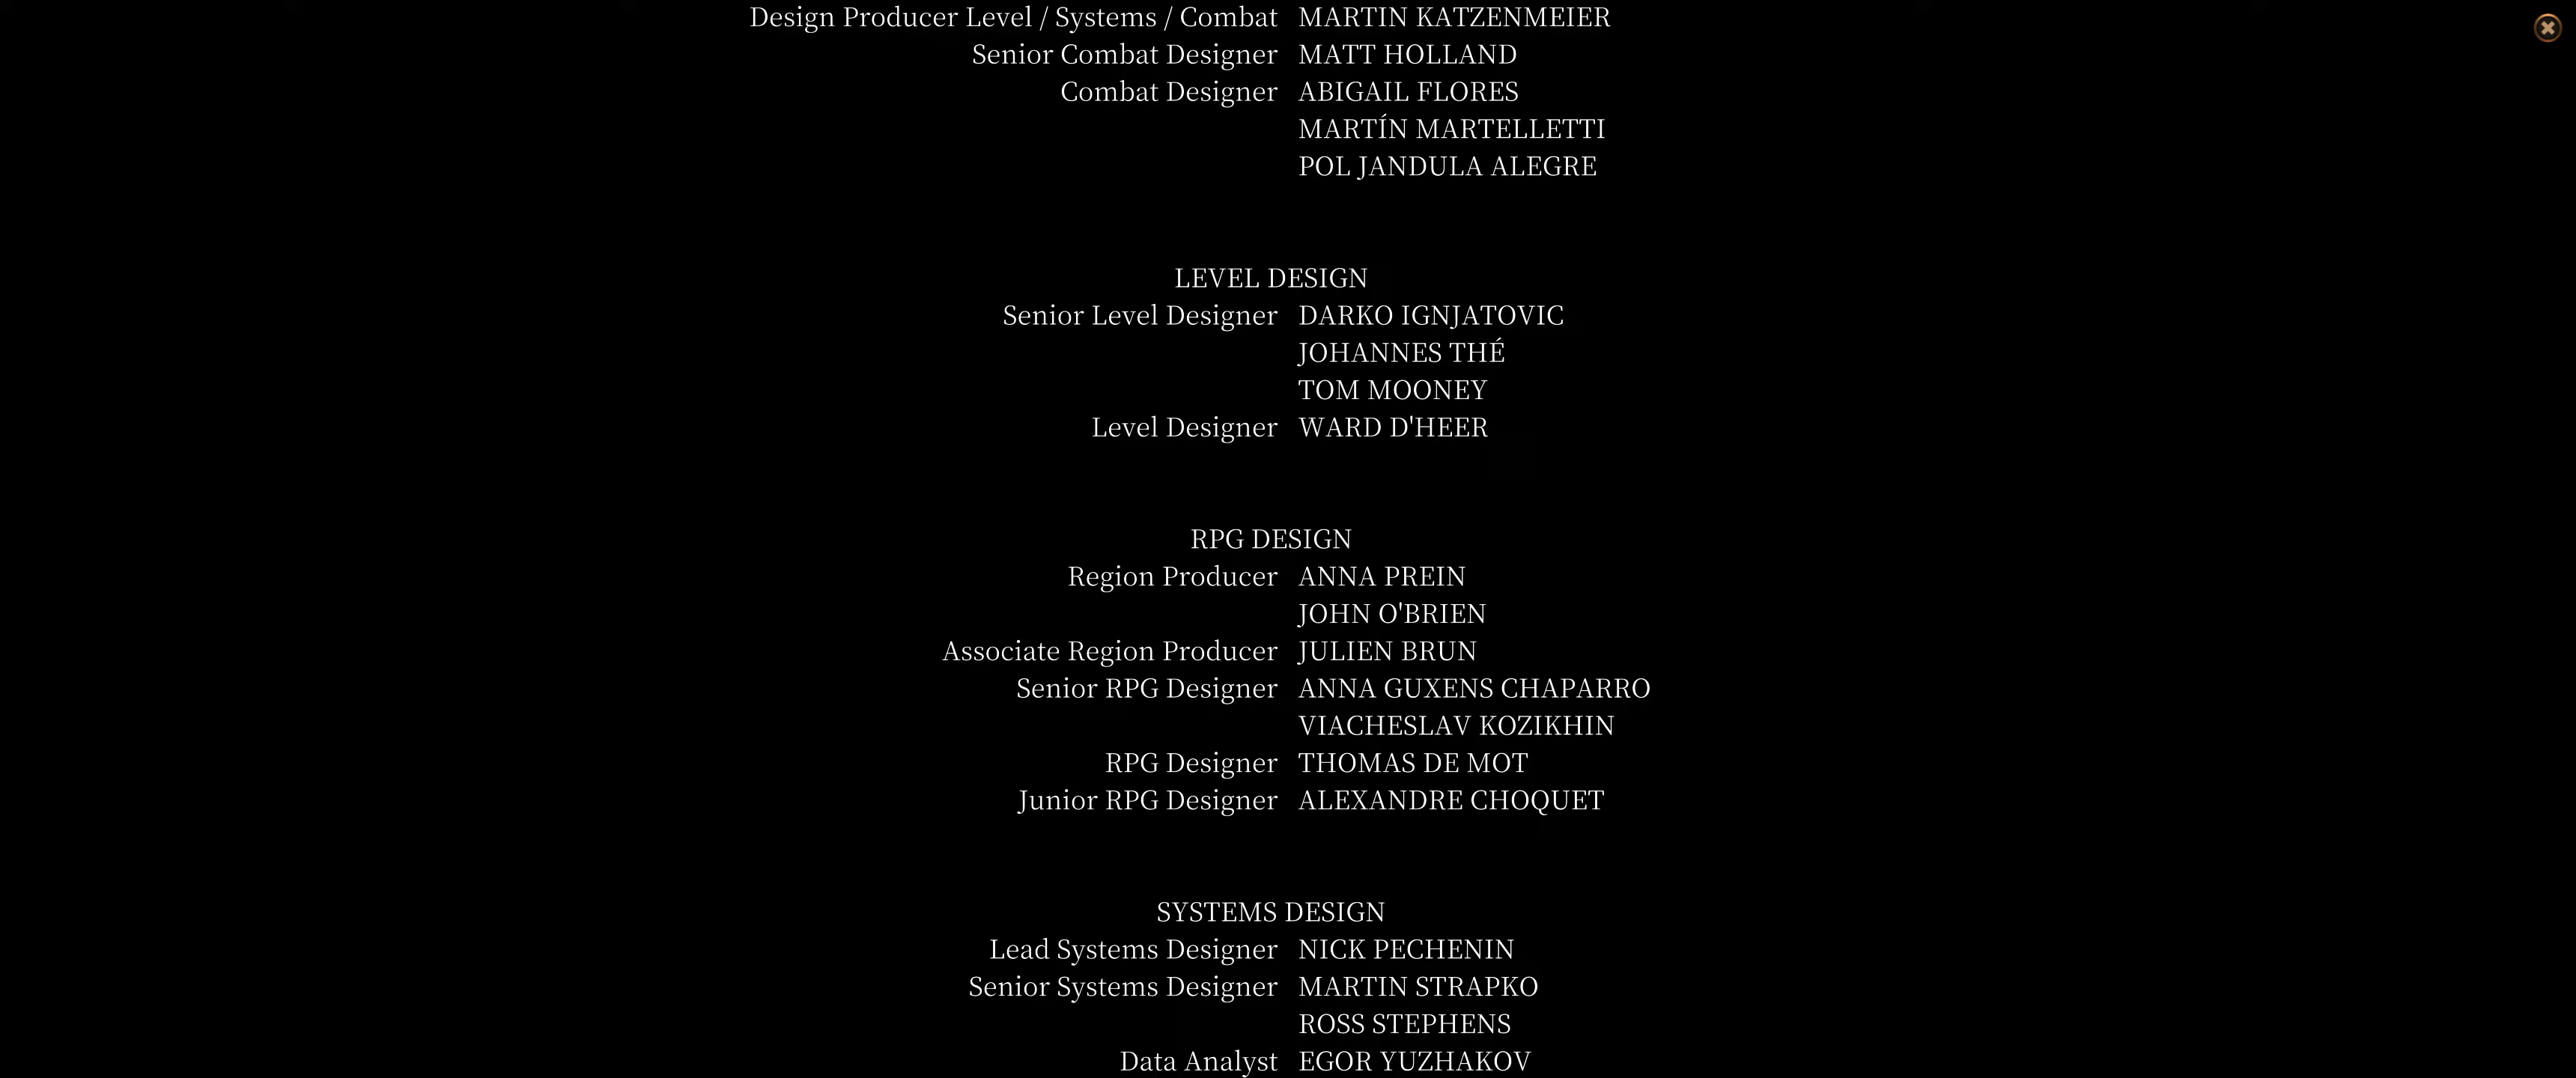 Design Producer Level / Systems / Combat MARTIN KATZENMEIER
Senior Combat Designer MATT HOLLAND
Combat Designer ABIGAIL FLORES
MARTÍN MARTELLETTI
POL JANDULA ALEGRE
LEVEL DESIGN
Senior Level Designer DARKO IGNJATOVIC
JOHANNES THÉ
TOM MOONEY
Level Designer WARD D'HEER
RPG DESIGN
Region Producer ANNA PREIN
JOHN O'BRIEN
Associate Region Producer JULIEN BRUN
Senior RPG Designer ANNA GUXENS CHAPARRO
VIACHESLAV KOZIKHIN
RPG Designer THOMAS DE MOT
Junior RPG Designer ALEXANDRE CHOQUET
SYSTEMS DESIGN
Lead Systems Designer NICK PECHENIN
Senior Systems Designer MARTIN STRAPKO
ROSS STEPHENS
Data Analyst EGOR YUZHAKOV